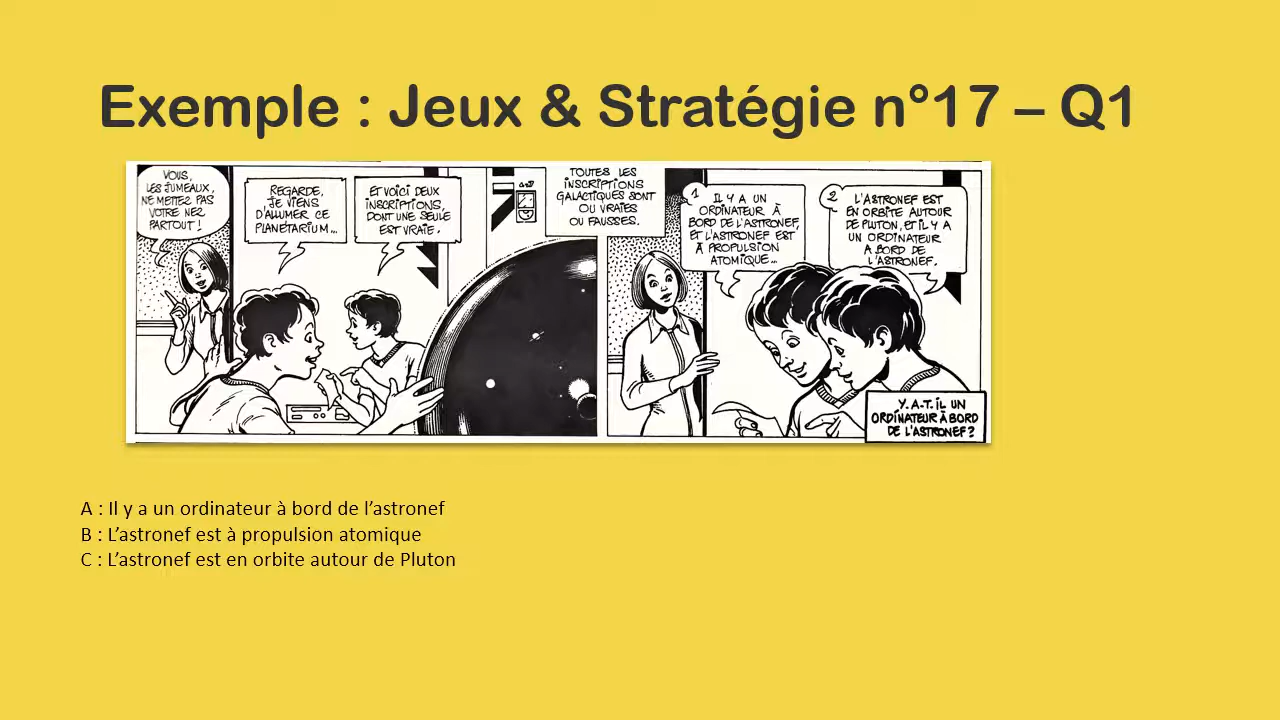 Exemple : Jeux & Stratégie n°17 – Q1
VOUS,
LES JUMEAUX,
NE METTEZ PAS
VOTRE NEZ
PARTOUT !
REGARDE,
JE VIENS
D'ALLUMER CE
PLANÉTARIUM...
ET VOICI DEUX
INSCRIPTIONS,
DONT UNE SEULE
EST VRAIE.
TOUTES LES
INSCRIPTIONS
GALACTIQUES SONT
OU VRAIES
OU FAUSSES.
1
IL Y A UN
ORDINATEUR À
BORD DE L'ASTRONEF,
ET L'ASTRONEF EST
À PROPULSION
ATOMIQUE...
2
L'ASTRONEF EST
EN ORBITE AUTOUR
DE PLUTON, ET IL Y A
UN ORDINATEUR
A BORD DE
L'ASTRONEF.
Y.A.T.IL UN
ORDINATEUR À BORD
DE L'ASTRONEF ?
A : Il y a un ordinateur à bord de l’astronef
B : L’astronef est à propulsion atomique
C : L’astronef est en orbite autour de Pluton